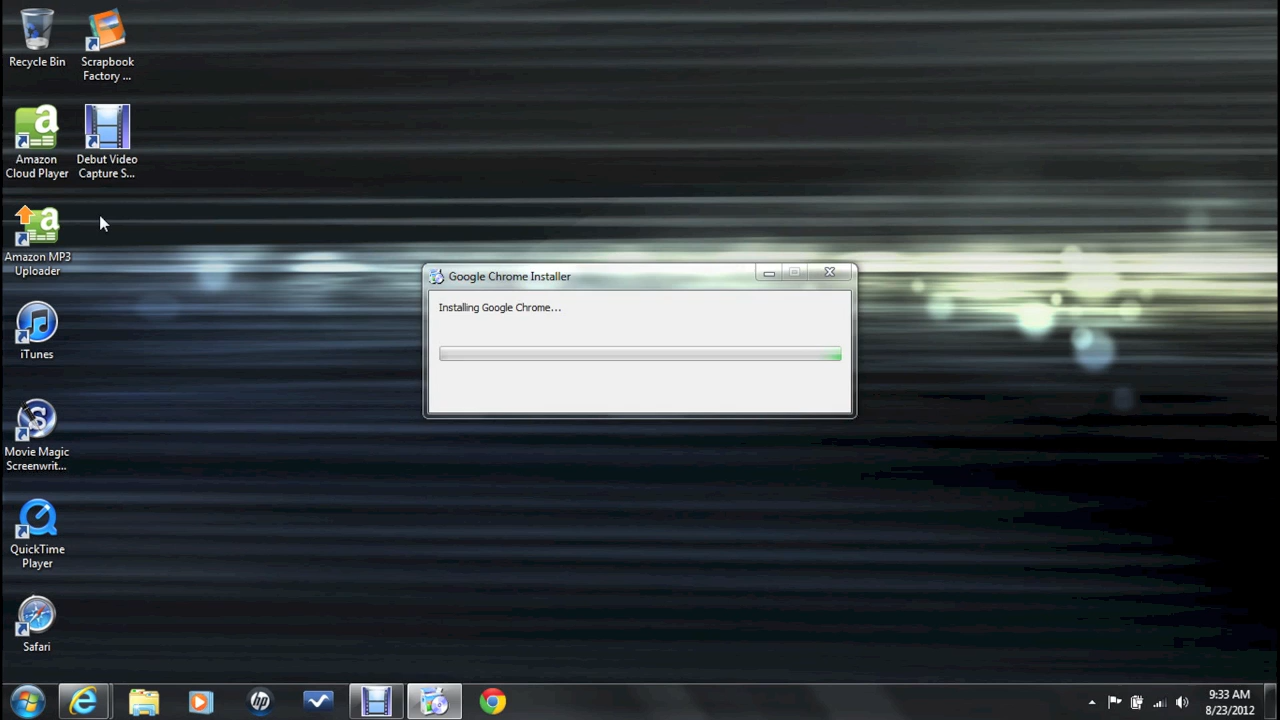 Recycle Bin
Scrapbook
Factory ...
Amazon
Cloud Player
Debut Video
Capture S...
Amazon MP3
Uploader
iTunes
Movie Magic
Screenwrit...
QuickTime
Player
Safari
Google Chrome Installer
Installing Google Chrome...
hp
9:33 AM
8/23/2012